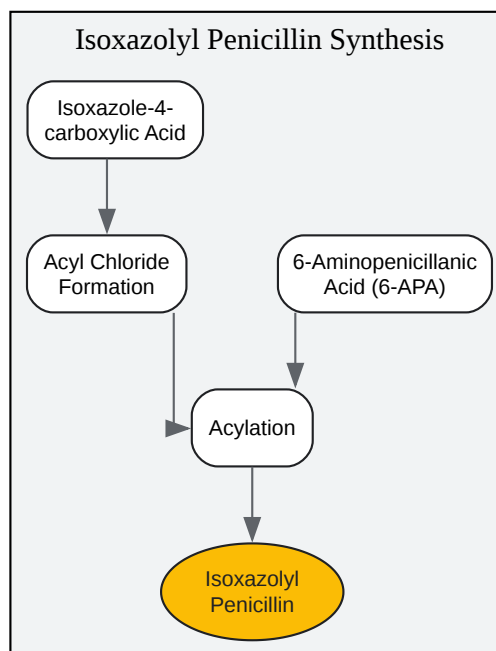 Isoxazolyl Penicillin Synthesis
Isoxazole-4-
carboxylic Acid
Acyl Chloride
Formation
6-Aminopenicillanic
Acid (6-APA)
Acylation
Isoxazolyl
Penicillin